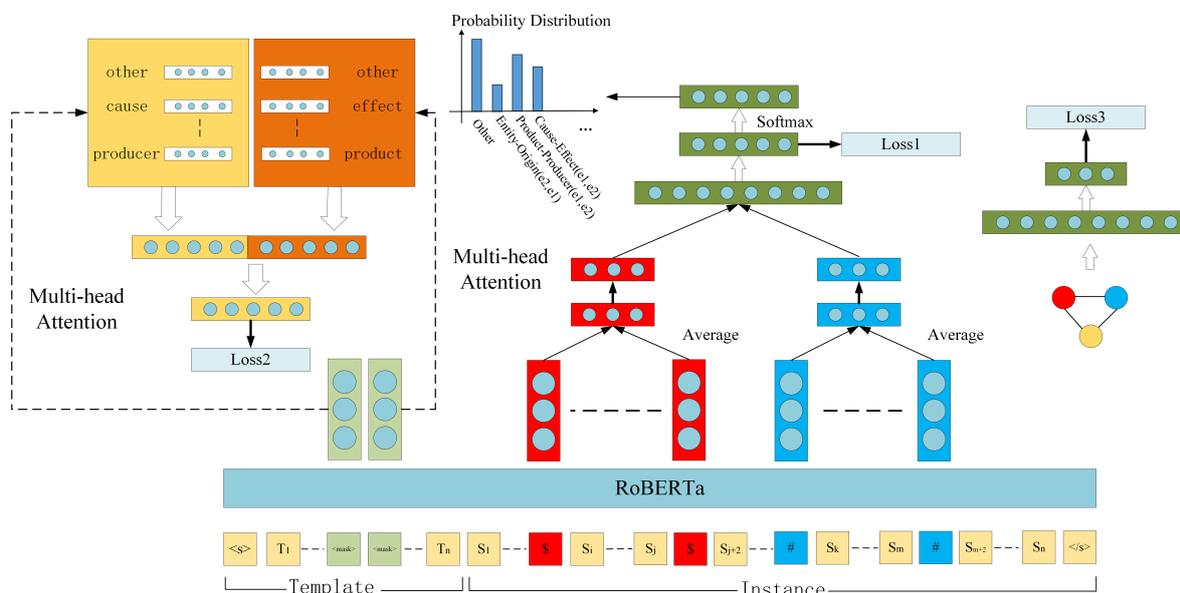 Probability Distribution
Other
Entity-Origin(e2,e1)
Product-Producer(e1,e2)
Cause-Effect(e1,e2)
...
other
cause
producer
other
effect
product
Softmax
Loss1
Loss3
Multi-head
Attention
Loss2
Multi-head
Attention
Average
Average
RoBERTa
<s> T1 <mask> <mask> Tn S1 $ Si Sj $ Sj+2 # Sk Sm # Sm+2 Sn </s>
Template
Instance